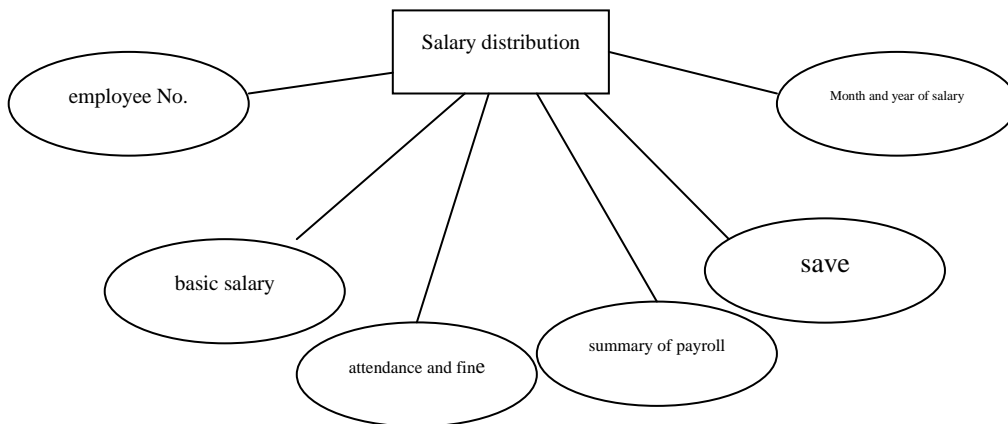 Salary distribution
employee No.
Month and year of salary
basic salary
save
attendance and fine
summary of payroll